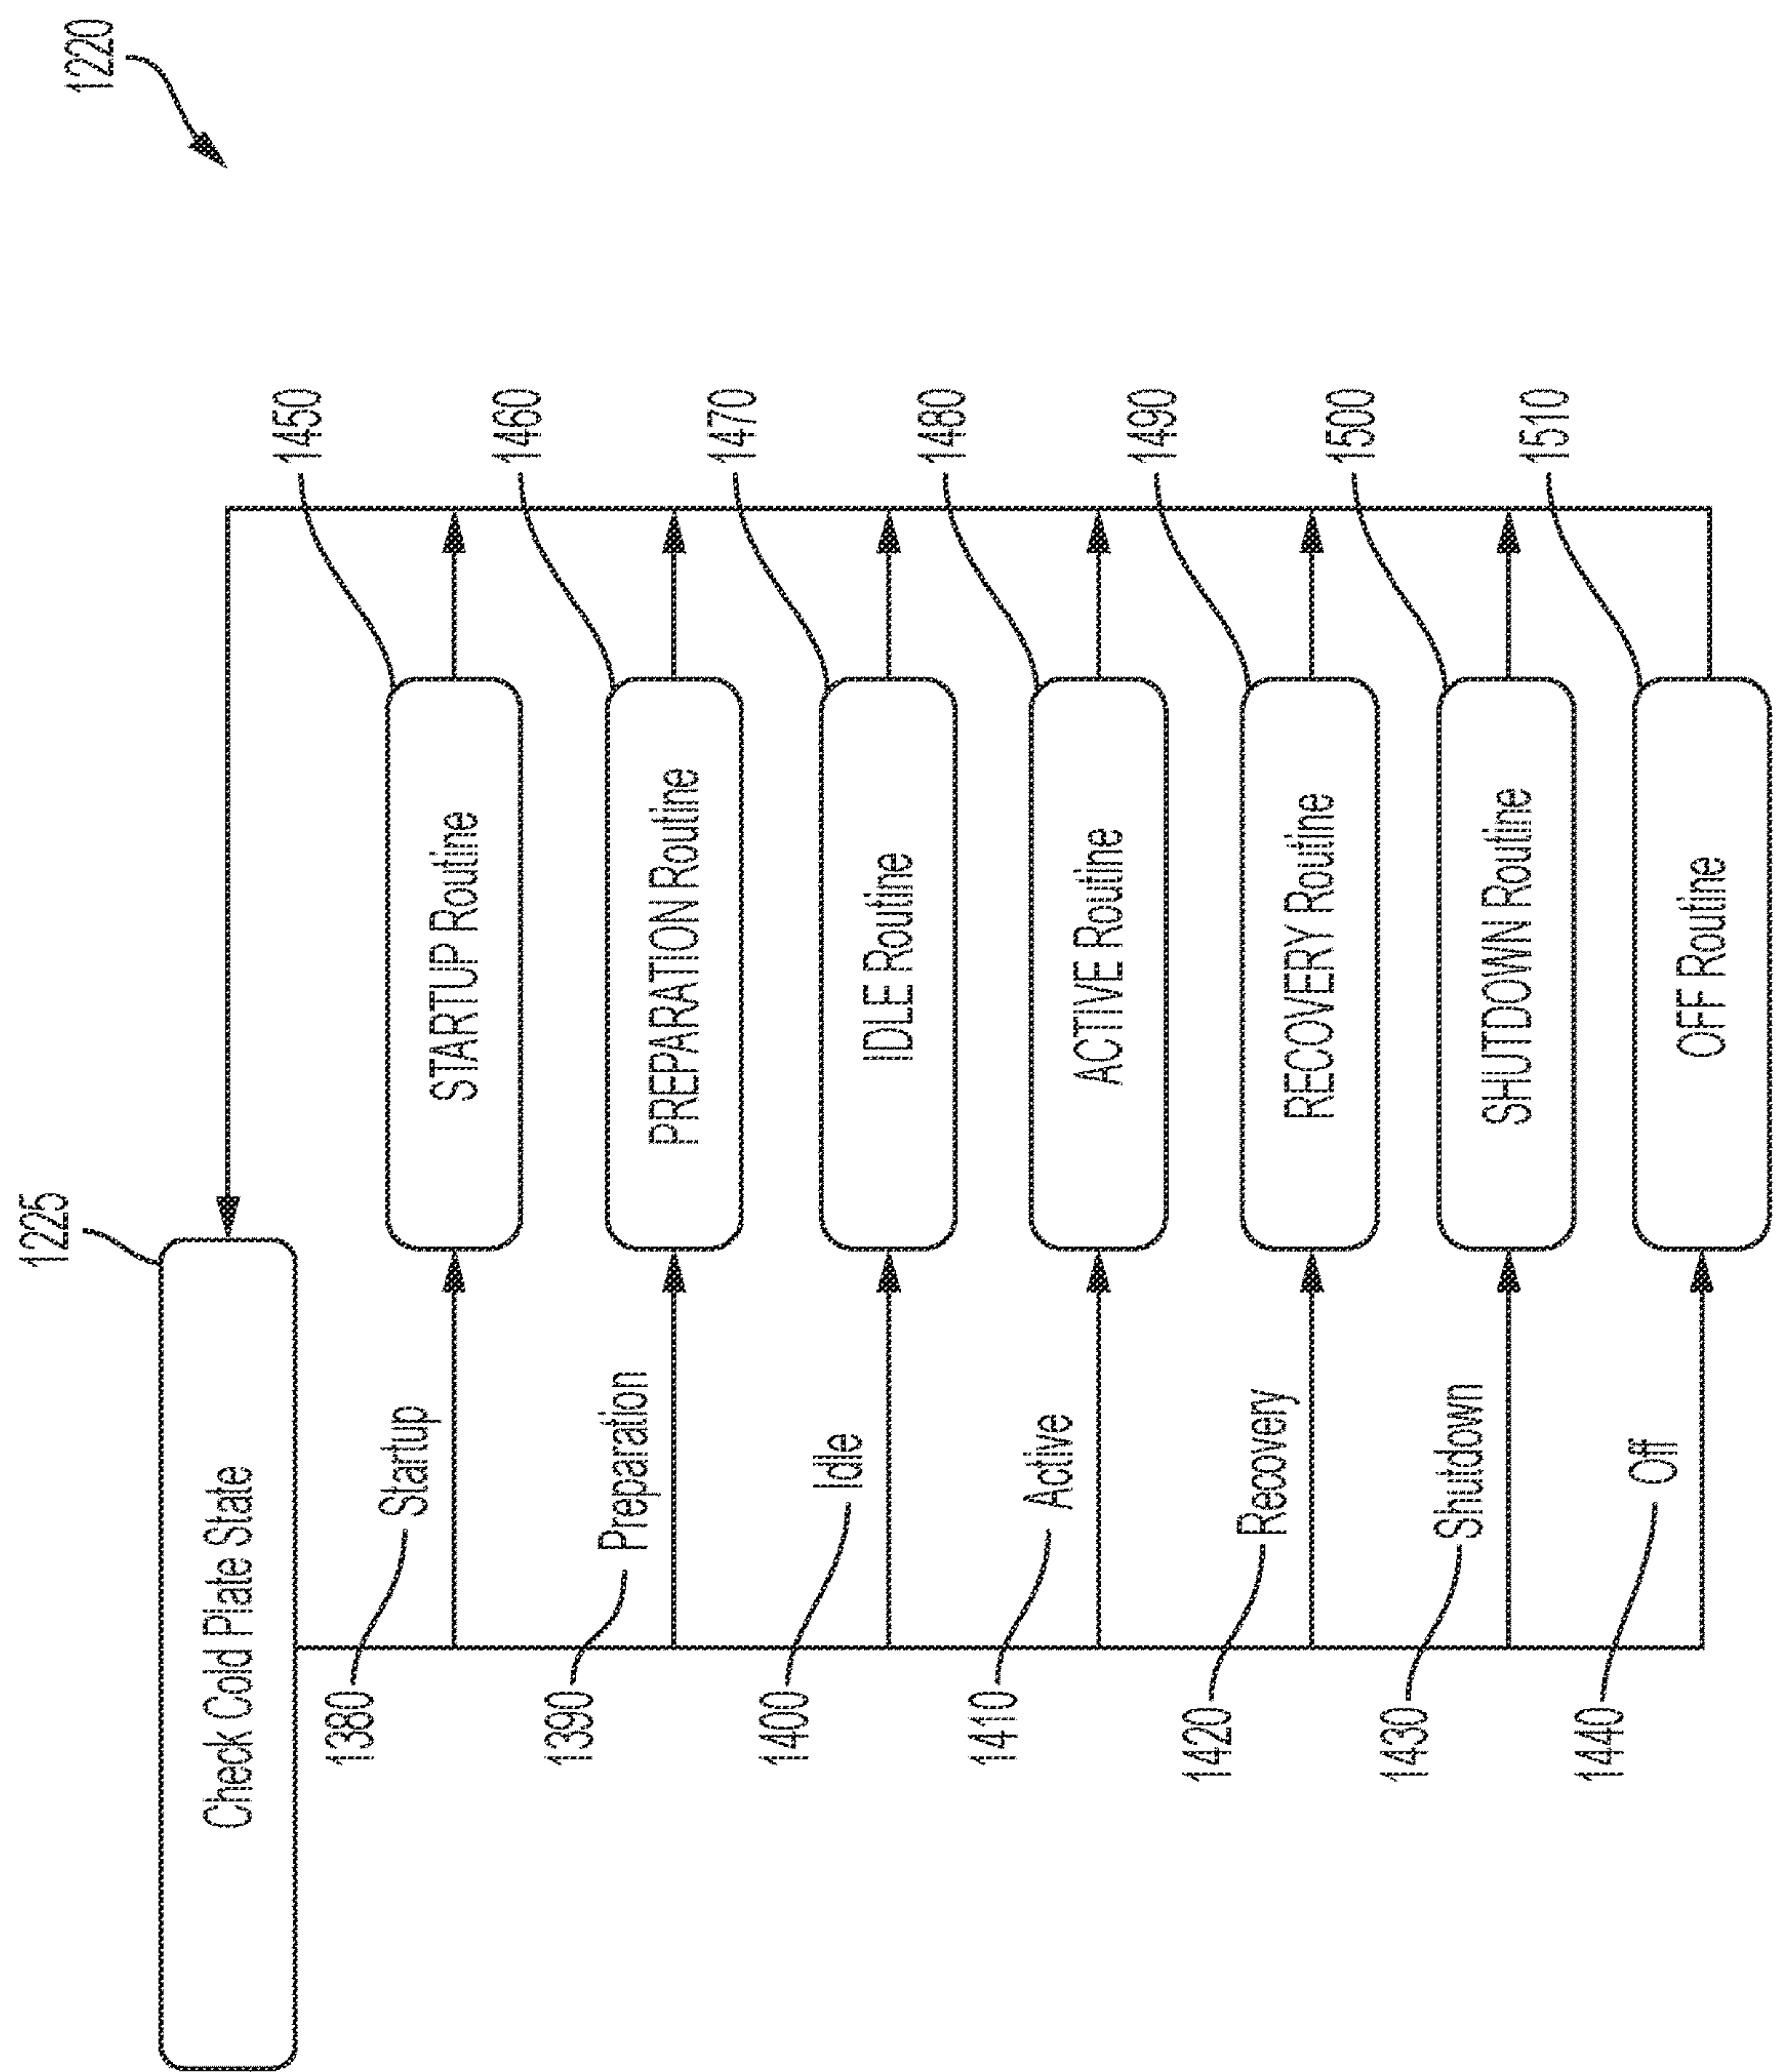 1220
1225
Check Cold Plate State
1380
Startup
STARTUP Routine
1450
1390
Preparation
PREPARATION Routine
1460
1400
Idle
IDLE Routine
1470
1410
Active
ACTIVE Routine
1480
1420
Recovery
RECOVERY Routine
1490
1430
Shutdown
SHUTDOWN Routine
1500
1440
Off
OFF Routine
1510